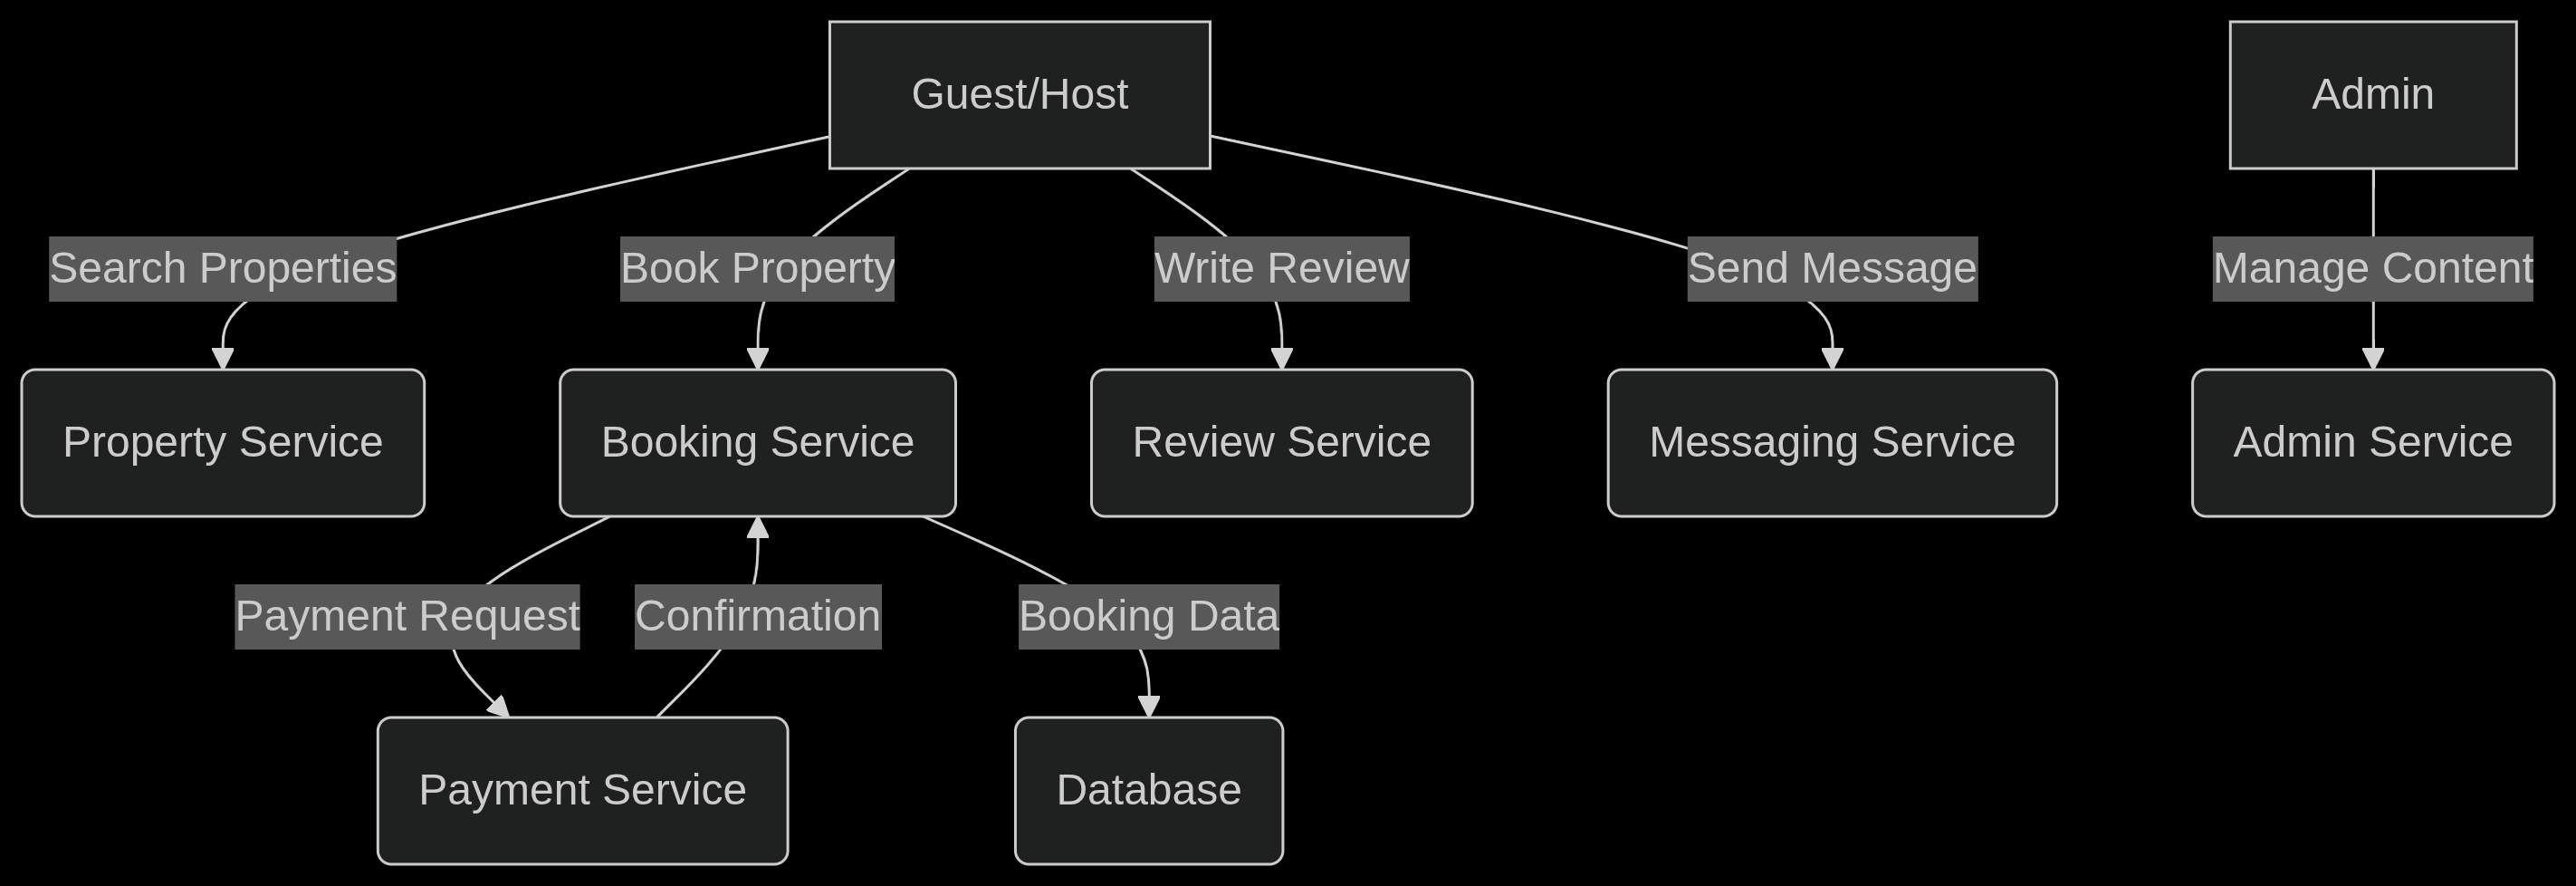 Guest/Host
Admin
Search Properties
Book Property
Write Review
Send Message
Manage Content
Property Service
Booking Service
Review Service
Messaging Service
Admin Service
Payment Request
Confirmation
Booking Data
Payment Service
Database